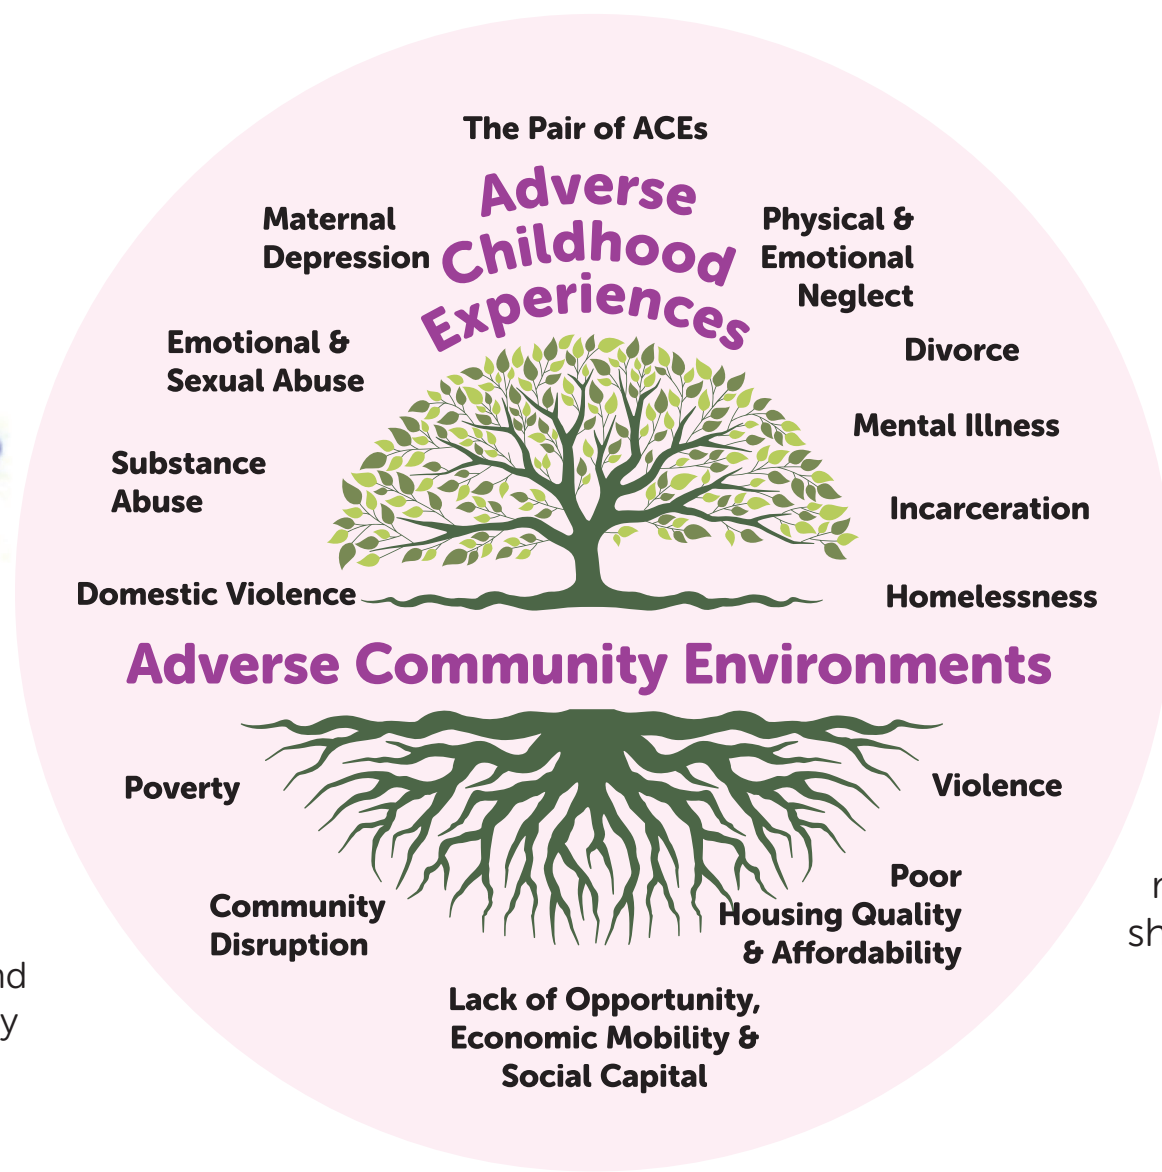 The Pair of ACEs
Adverse
Childhood
Experiences
Maternal
Depression
Physical &
Emotional
Neglect
Emotional &
Sexual Abuse
Divorce
Mental Illness
Substance
Abuse
Incarceration
Domestic Violence
Homelessness
Adverse Community Environments
Poverty
Violence
Community
Disruption
Poor
Housing Quality
& Affordability
Lack of Opportunity,
Economic Mobility &
Social Capital